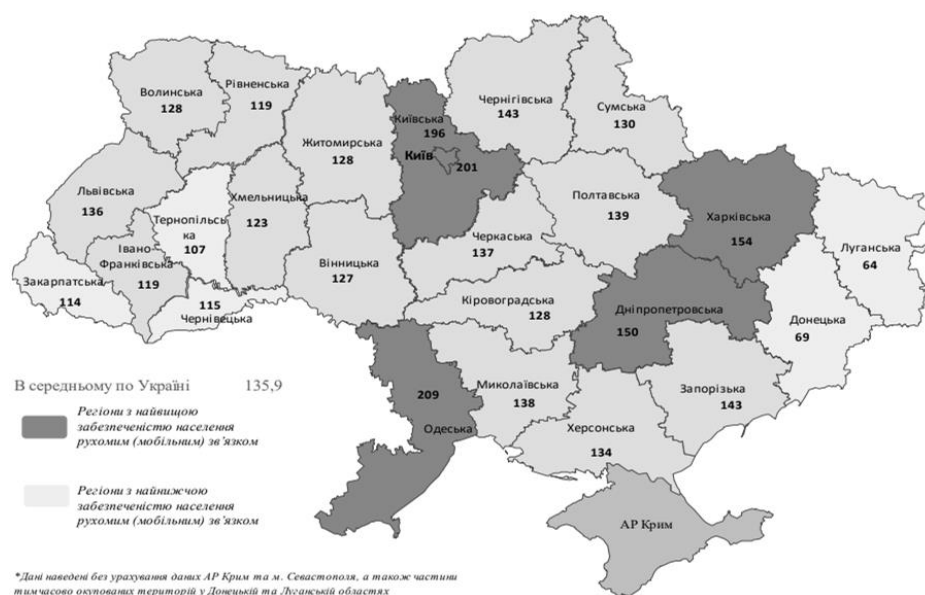 Волинська
128
Рівненська
119
Житомирська
128
Київська
196
Київ
201
Чернігівська
143
Сумська
130
Львівська
136
Тернопільсь
ка
107
Хмельницька
123
Івано-
Франківська
119
Закарпатська
114
115
Чернівецька
Вінницька
127
Черкаська
137
Полтавська
139
Харківська
154
Луганська
64
Кіровоградська
128
Дніпропетровська
150
Донецька
69
209
Одеська
Миколаївська
138
Херсонська
134
Запорізька
143
АР Крим
В середньому по Україні 135,9
Регіони з найвищою
забезпеченістю населення
рухомим (мобільним) зв’язком
Регіони з найнижчою
забезпеченістю населення
рухомим (мобільним) зв’язком
*Дані наведені без урахування даних АР Крим та м. Севастополя, а також частини
тимчасово окупованих територій у Донецькій та Луганській областях